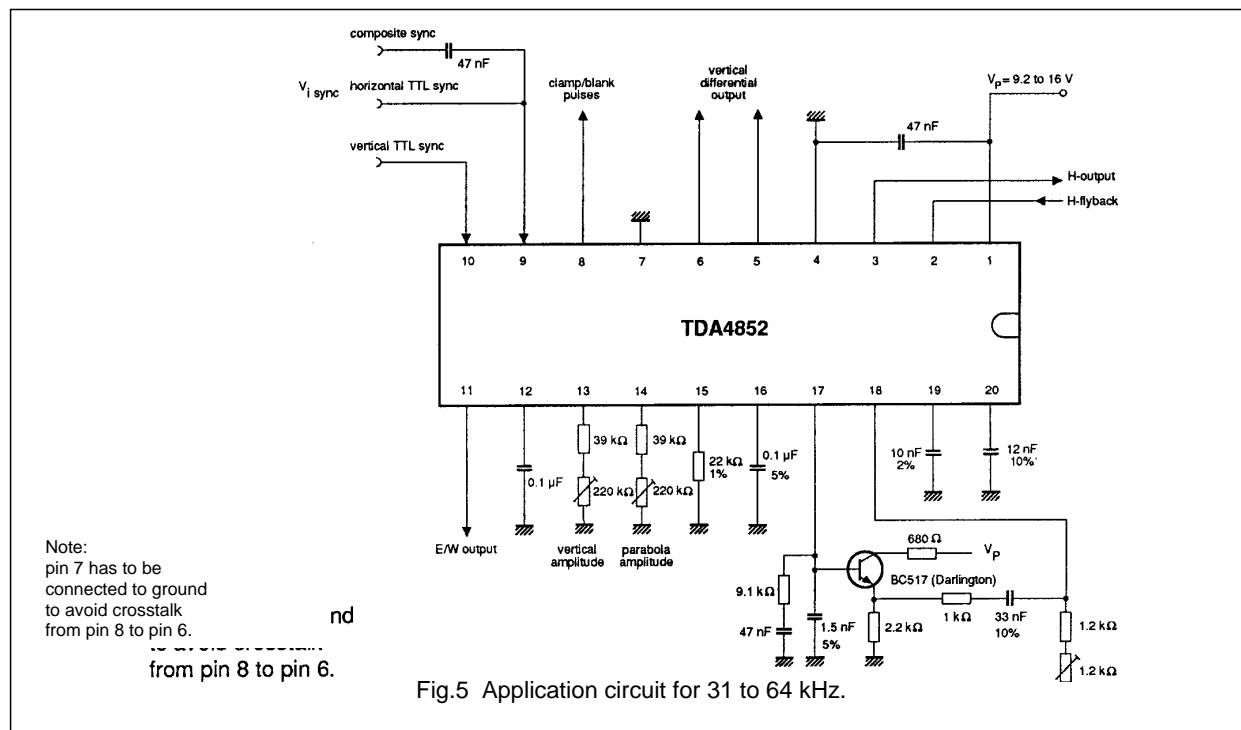 composite sync
47 nF
Vi sync
horizontal TTL sync
vertical TTL sync
clamp/blank
pulses
vertical
differential
output
VP = 9.2 to 16 V
47 nF
H-output
H-flyback
10 9 8 7 6 5 4 3 2 1
TDA4852
11 12 13 14 15 16 17 18 19 20
0.1 µF
39 kΩ
220 kΩ
39 kΩ
220 kΩ
22 kΩ
1%
0.1 µF
5%
10 nF
2%
12 nF
10%
E/W output
vertical
amplitude
parabola
amplitude
680 Ω
VP
BC517 (Darlington)
9.1 kΩ
47 nF
1.5 nF
5%
2.2 kΩ
1 kΩ
33 nF
10%
1.2 kΩ
1.2 kΩ
Note:
pin 7 has to be
connected to ground
to avoid crosstalk
from pin 8 to pin 6.
nd
to avoid crosstalk
from pin 8 to pin 6.
Fig.5 Application circuit for 31 to 64 kHz.